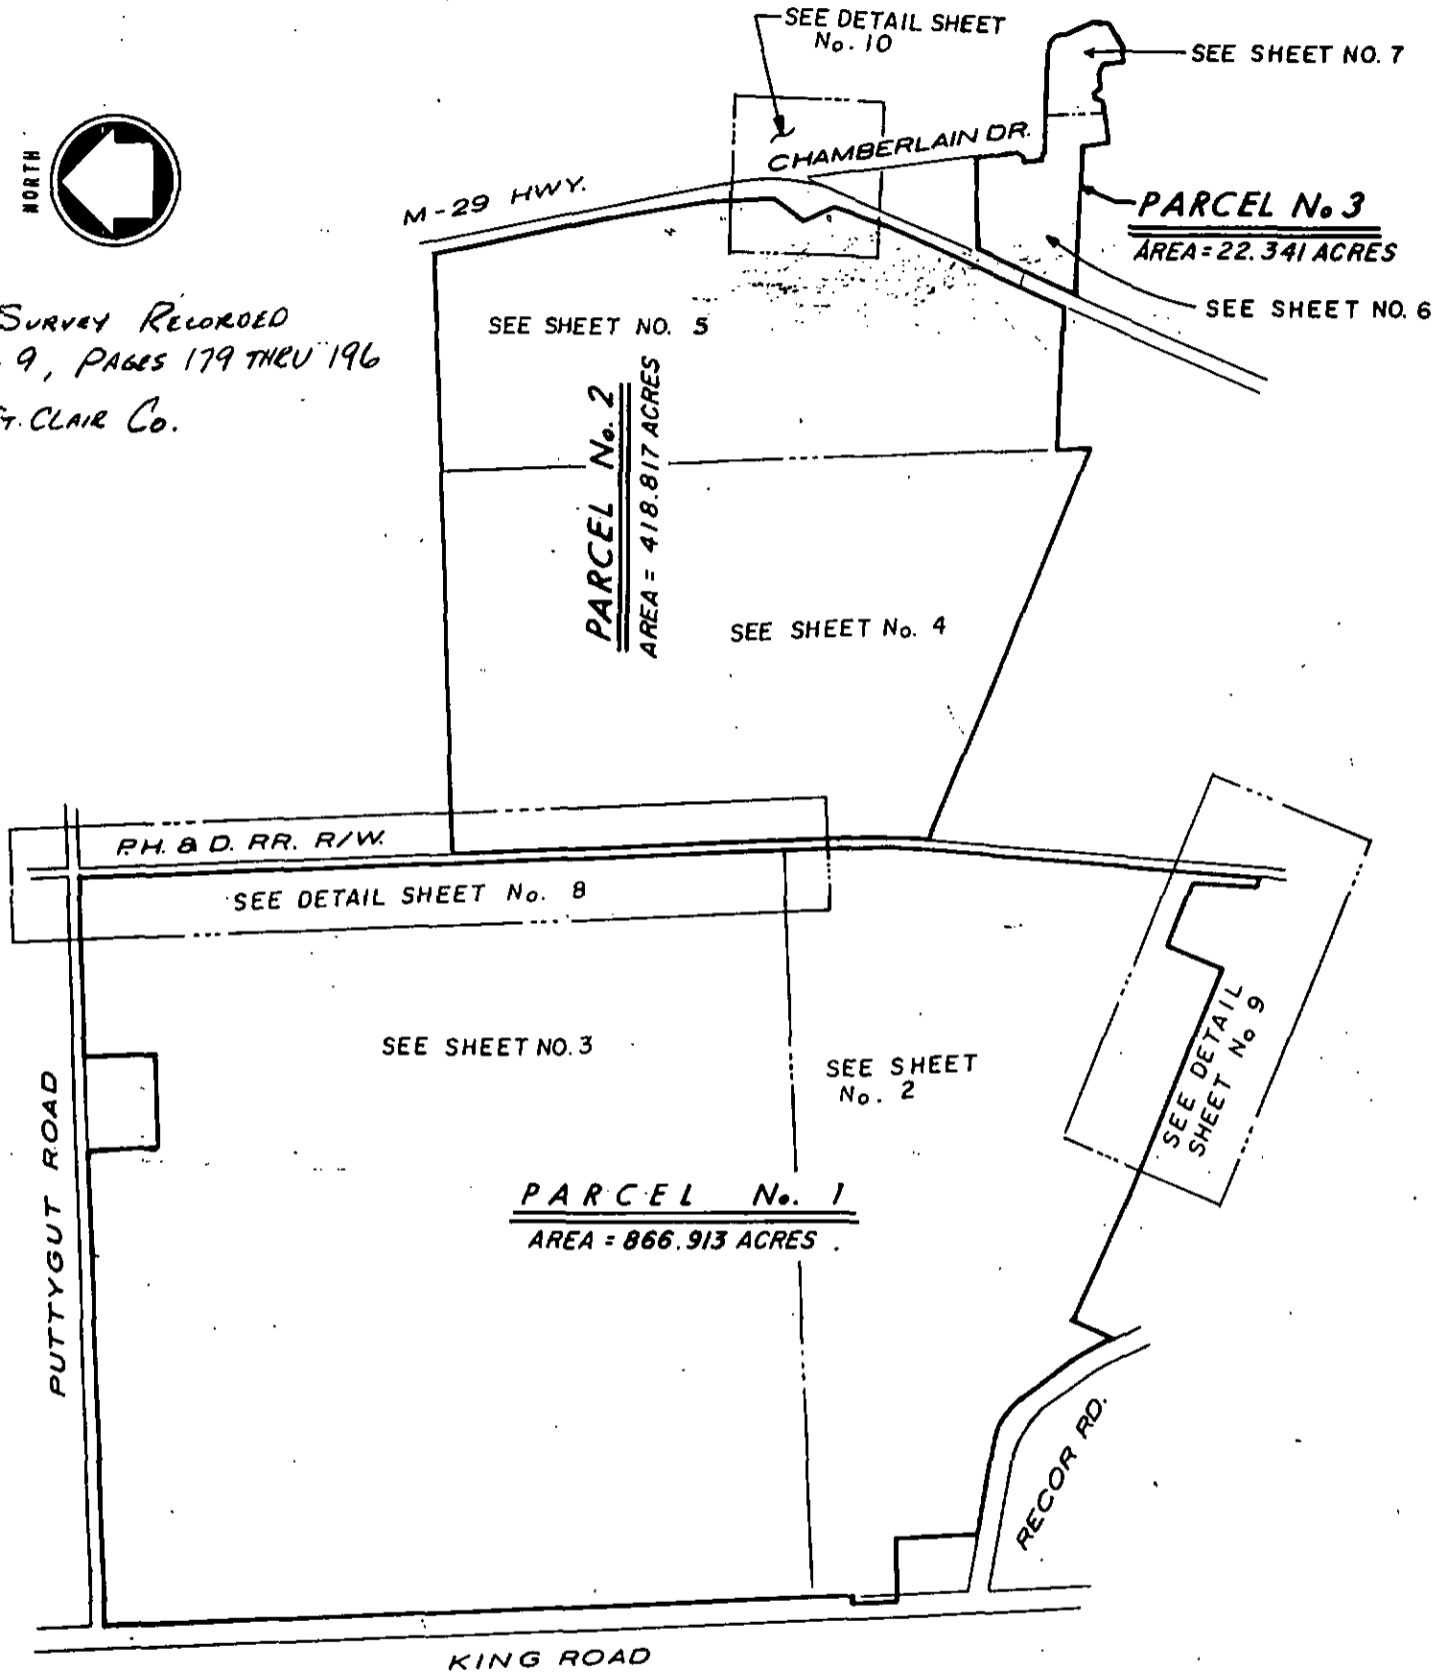 SEE DETAIL SHEET
No. 10
SEE SHEET NO. 7
NORTH
CHAMBERLAIN DR.
M-29 HWY.
PARCEL No 3
AREA = 22.341 ACRES
SURVEY RECORDED
9, PAGES 179 THRU 196
ST. CLAIR CO.
SEE SHEET NO. 5
SEE SHEET NO. 6
PARCEL No. 2
AREA = 418.817 ACRES
SEE SHEET No. 4
P.H. & D. RR. R/W.
SEE DETAIL SHEET No. 8
SEE SHEET NO. 3
SEE SHEET
No. 2
SEE DETAIL
SHEET No 9
PUTTYGUT ROAD
PARCEL No. 1
AREA = 866.913 ACRES
RECOR RD.
KING ROAD